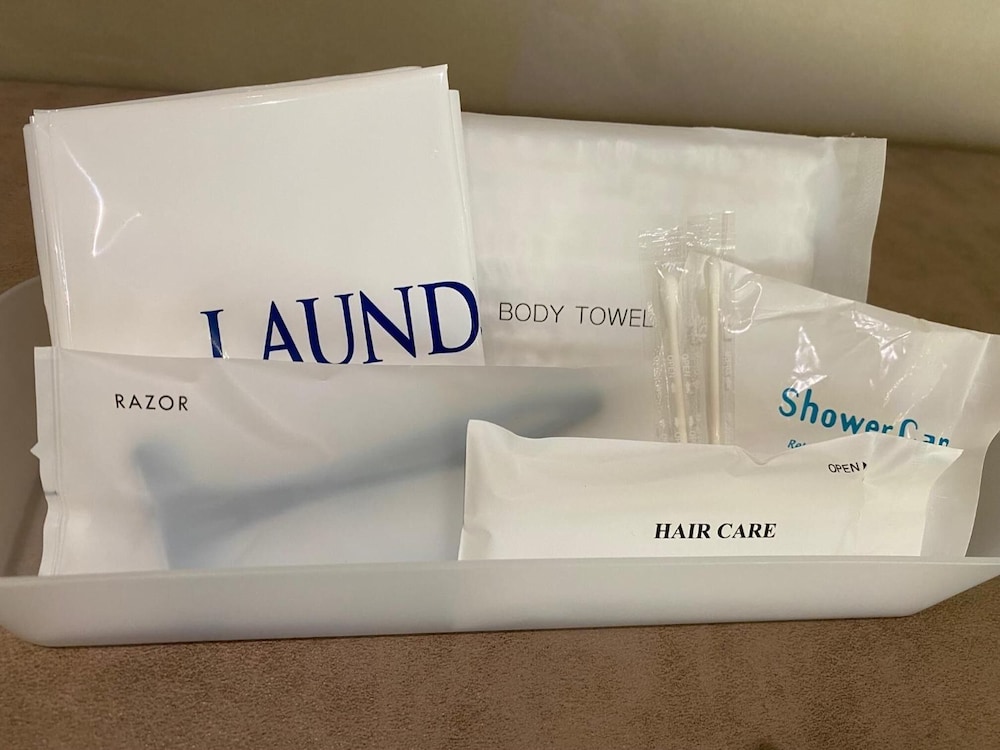 LAUND
BODY TOWEL
RAZOR
Shower Cap
OPEN
HAIR CARE